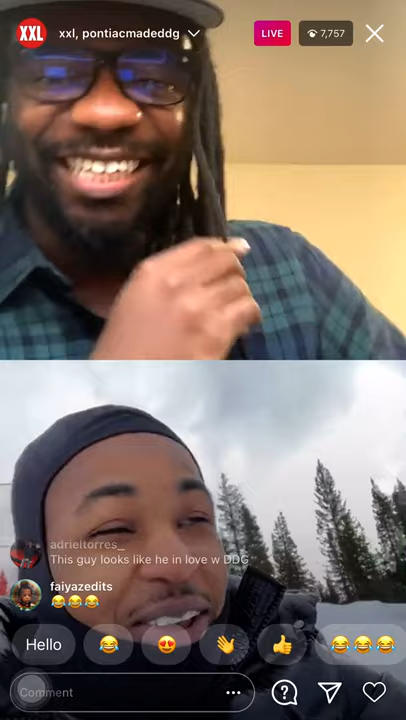 XXL
xxl, pontiacmadeddg
LIVE
7,757
adrieltorres_
This guy looks like he in love w DDG
faiyazedits
😂😂😂
Hello
😂
😍
👋
👍
😂😂😂
Comment